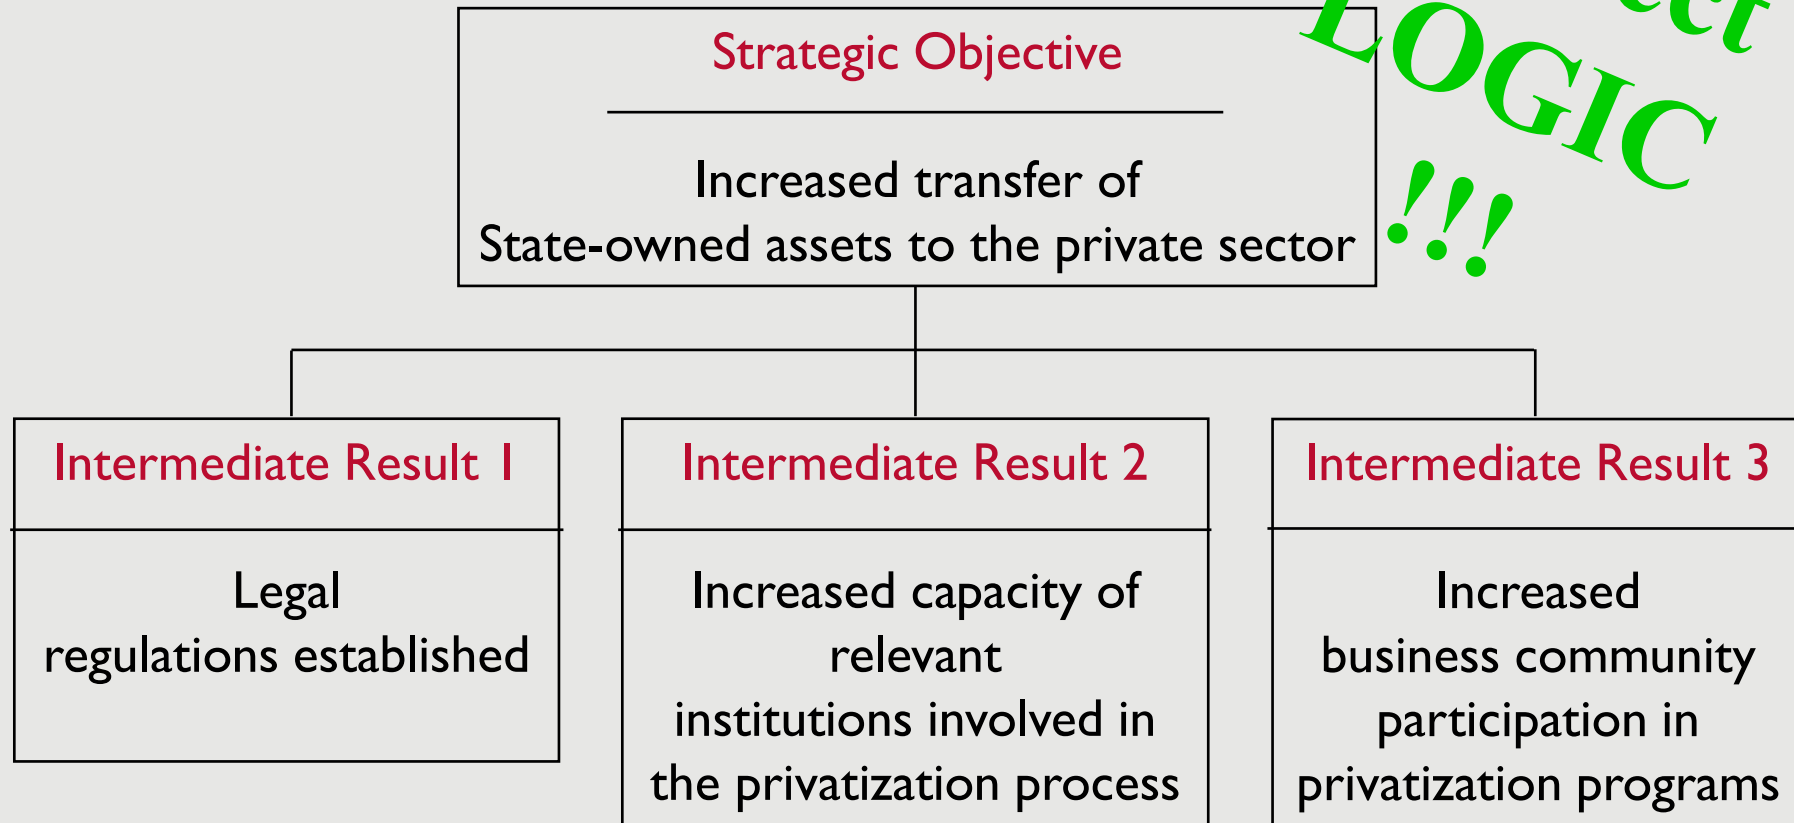 Strategic Objective
Increased transfer of
State-owned assets to the private sector
LOGIC
!!!
Intermediate Result 1
Legal
regulations established
Intermediate Result 2
Increased capacity of
relevant
institutions involved in
the privatization process
Intermediate Result 3
Increased
business community
participation in
privatization programs